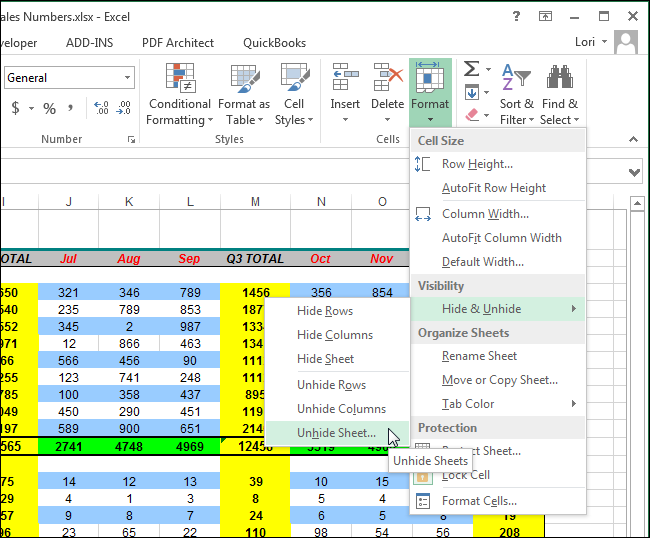 ales Numbers.xlsx - Excel
eloper ADD-INS PDF Architect QuickBooks Lori
General
$ % , ←.0 .00 .00 →.0
Conditional Formatting
Format as Table
Cell Styles
Insert Delete Format
Sort & Filter
Find & Select
Number Styles Cells
Cell Size
Row Height...
AutoFit Row Height
Column Width...
AutoFit Column Width
Default Width...
Visibility
Hide & Unhide
Organize Sheets
Rename Sheet
Move or Copy Sheet...
Tab Color
Protection
Protect Sheet...
Lock Cell
Format Cells...
Hide Rows
Hide Columns
Hide Sheet
Unhide Rows
Unhide Columns
Unhide Sheet...
Unhide Sheets
I J K L M N O
OTAL Jul Aug Sep Q3 TOTAL Oct Nov
650 321 346 789 1456 356 854
540 235 789 853 187
552 345 2 987 133
971 12 866 463 134
66 566 456 90 111
255 123 741 248 111
785 100 358 437 895
049 450 290 451 119
197 589 900 651 214
565 2741 4748 4969 12456
75 14 12 13 39 10 15
29 4 1 3 8 5 4
57 9 8 7 24 6 5 8 19
96 23 65 22 110 98 54 56 208